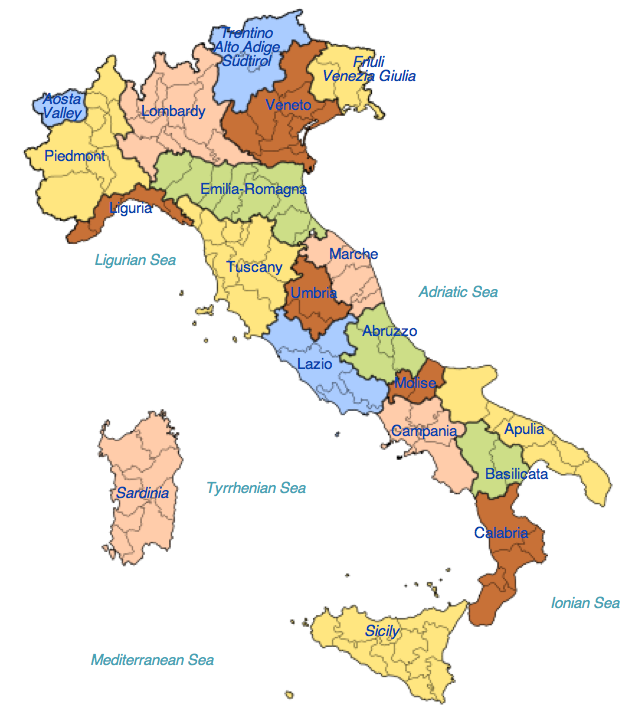 Trentino
Alto Adige
Südtirol
Friuli
Venezia Giulia
Aosta
Valley
Lombardy
Veneto
Piedmont
Emilia-Romagna
Liguria
Ligurian Sea
Marche
Tuscany
Umbria
Adriatic Sea
Abruzzo
Lazio
Molise
Campania
Apulia
Basilicata
Sardinia
Tyrrhenian Sea
Calabria
Ionian Sea
Sicily
Mediterranean Sea